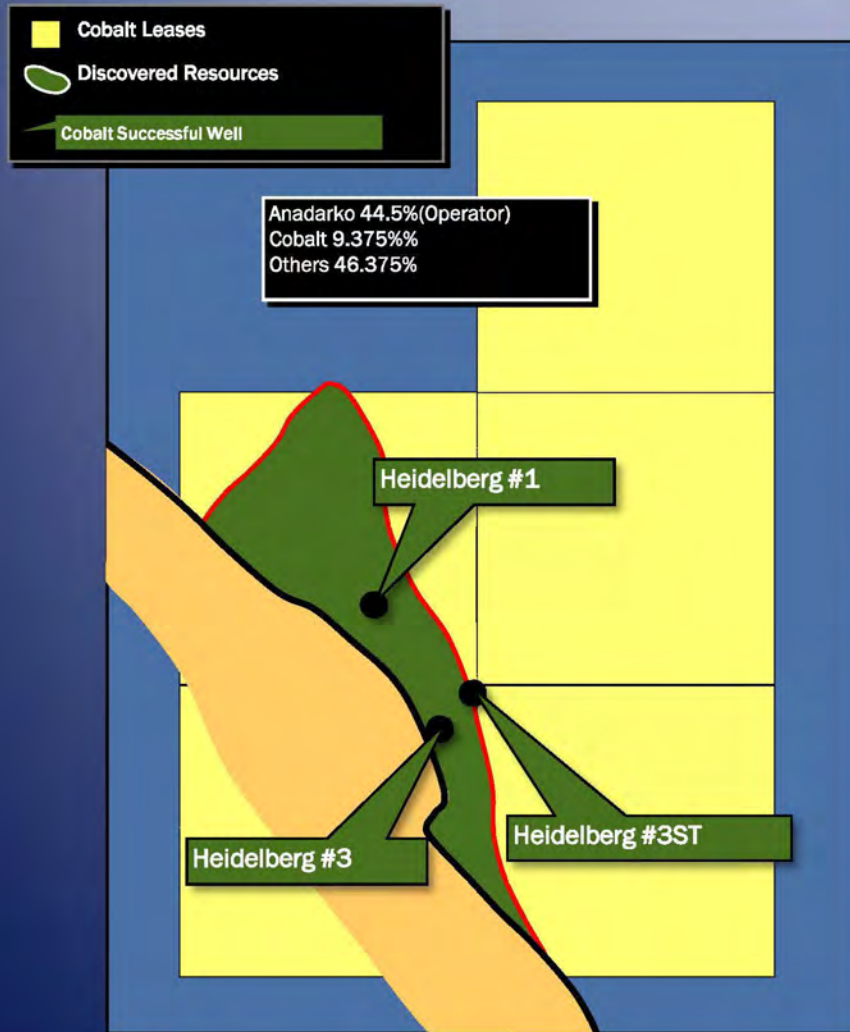 Cobalt Leases
Discovered Resources
Cobalt Successful Well
Anadarko 44.5%(Operator)
Cobalt 9.375%%
Others 46.375%
Heidelberg #1
Heidelberg #3ST
Heidelberg #3